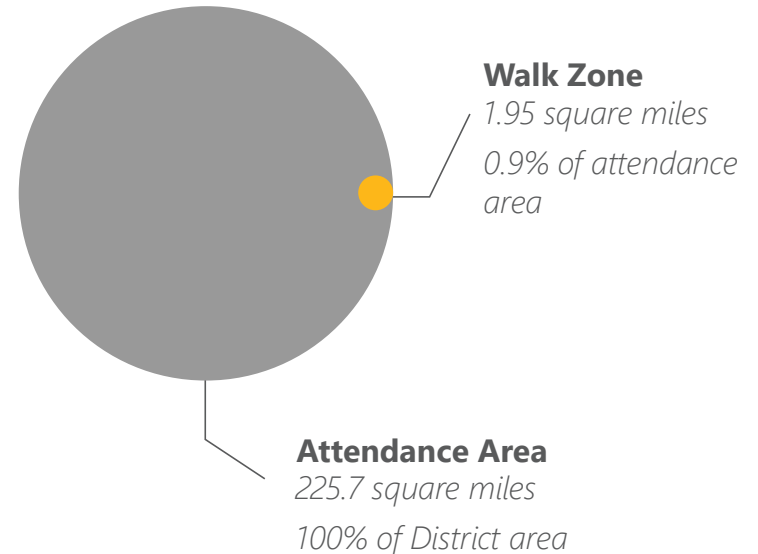 Walk Zone
1.95 square miles
0.9% of attendance
area
Attendance Area
225.7 square miles
100% of District area